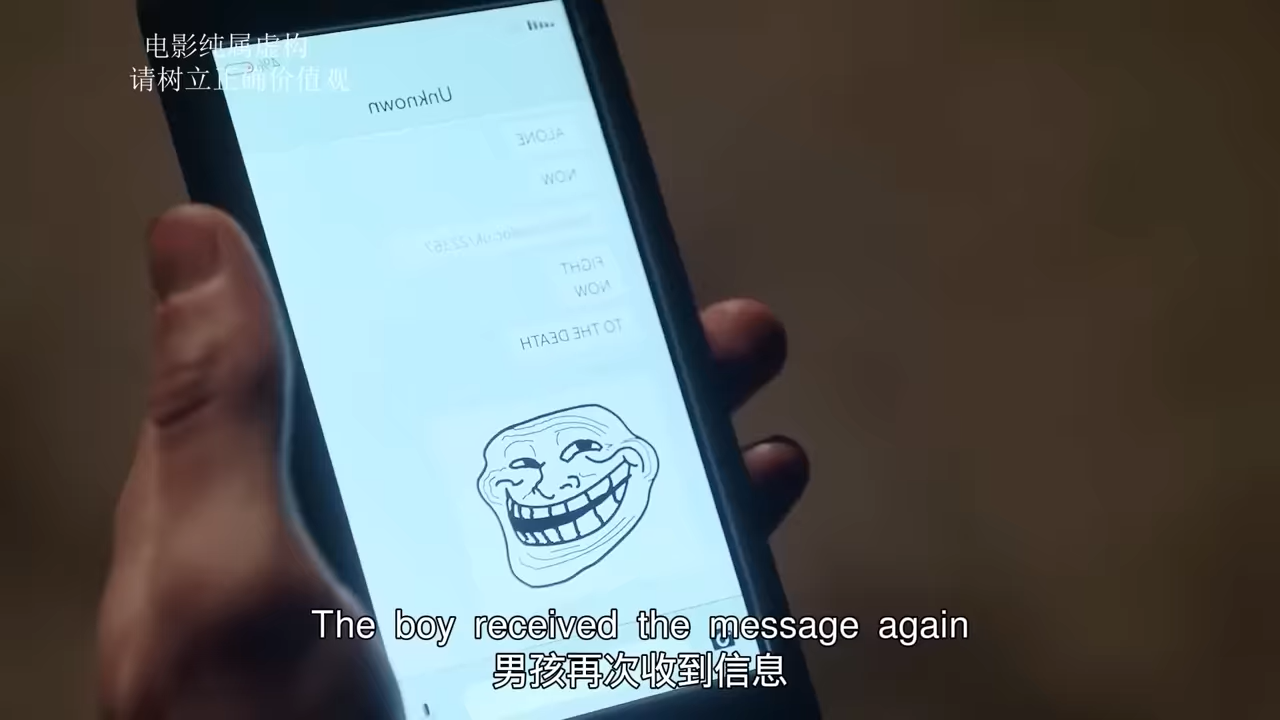 电影纯属虚构
请树立正确价值观
4%
Unknown
ALONE
NOW
FIGHT
NOW
TO THE DEATH
The boy received the message again
男孩再次收到信息